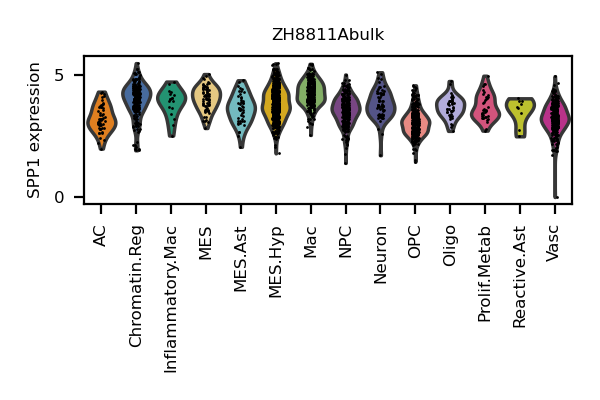 ZH8811Abulk
SPP1 expression
5
0
AC
Chromatin.Reg
Inflammatory.Mac
MES
MES.Ast
MES.Hyp
Mac
NPC
Neuron
OPC
Oligo
Prolif.Metab
Reactive.Ast
Vasc